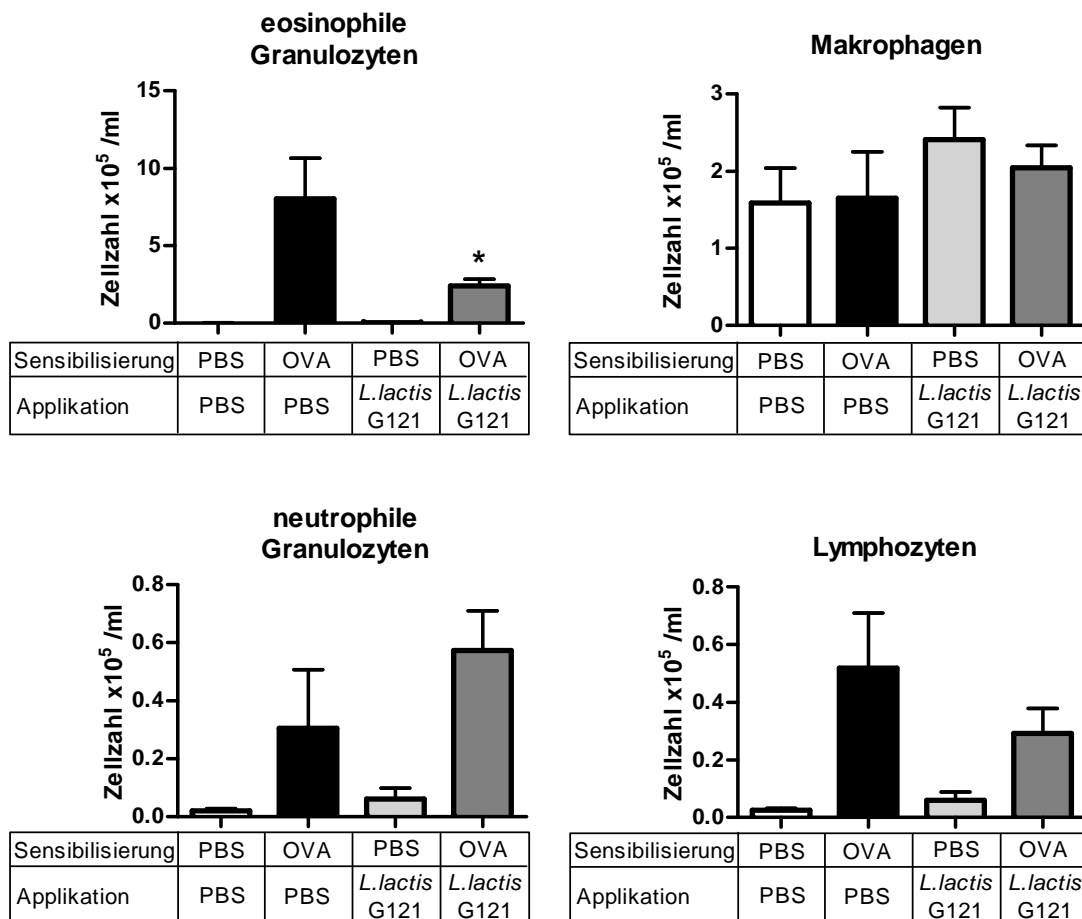 eosinophile
Granulozyten
Zellzahl x10⁵ /ml
15
10
5
0
*
Sensibilisierung PBS OVA PBS OVA
Applikation PBS PBS L.lactis G121 L.lactis G121
Makrophagen
Zellzahl x10⁵ /ml
3
2
1
0
Sensibilisierung PBS OVA PBS OVA
Applikation PBS PBS L.lactis G121 L.lactis G121
neutrophile
Granulozyten
Zellzahl x10⁵ /ml
0.8
0.6
0.4
0.2
0.0
Sensibilisierung PBS OVA PBS OVA
Applikation PBS PBS L.lactis G121 L.lactis G121
Lymphozyten
Zellzahl x10⁵ /ml
0.8
0.6
0.4
0.2
0.0
Sensibilisierung PBS OVA PBS OVA
Applikation PBS PBS L.lactis G121 L.lactis G121